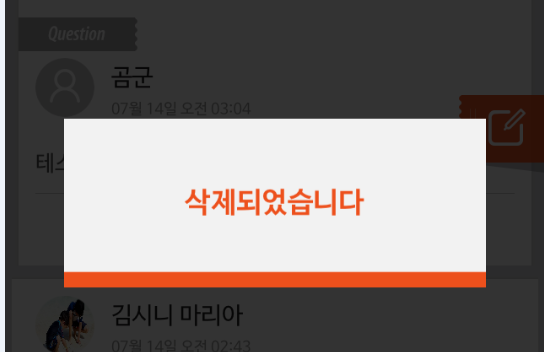 Question
곰군
07월 14일 오전 03:04
삭제되었습니다
김시니 마리아
07월 14일 오전 02:43